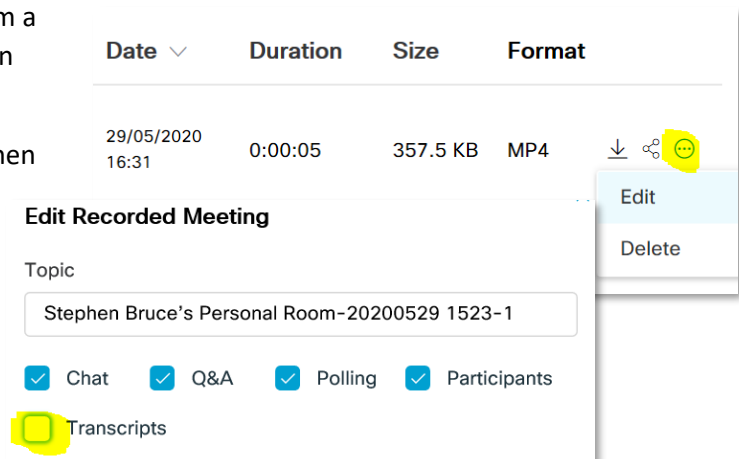 Date Duration Size Format
29/05/2020
16:31
0:00:05 357.5 KB MP4
Edit
Delete
Edit Recorded Meeting
Topic
Stephen Bruce's Personal Room-20200529 1523-1
Chat Q&A Polling Participants
Transcripts